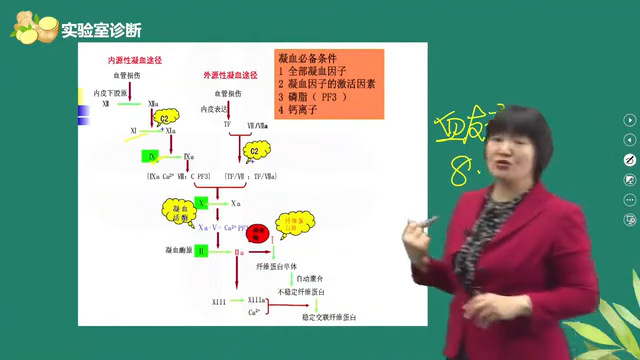 实验室诊断
内源性凝血途径
血管损伤
内皮下胶原
XII XIIa
C2
XI + XIa
IX IXa
(IXa Ca²⁺ VIII:C PF3)
外源性凝血途径
血管损伤
内皮表达
TF VII/VIIa
C2
+
(TF/VII ; TF/VIIa)
凝血必备条件
1 全部凝血因子
2 凝血因子的激活因素
3 磷脂( PF3 )
4 钙离子
X Xa
凝血活酶
Xa-V- Ca²⁺ PF3
纤维蛋白原
凝血酶原 II IIa I
纤维蛋白单体
自动聚合
不稳定纤维蛋白
XIII XIIIa
Ca²⁺
稳定交联纤维蛋白
8.